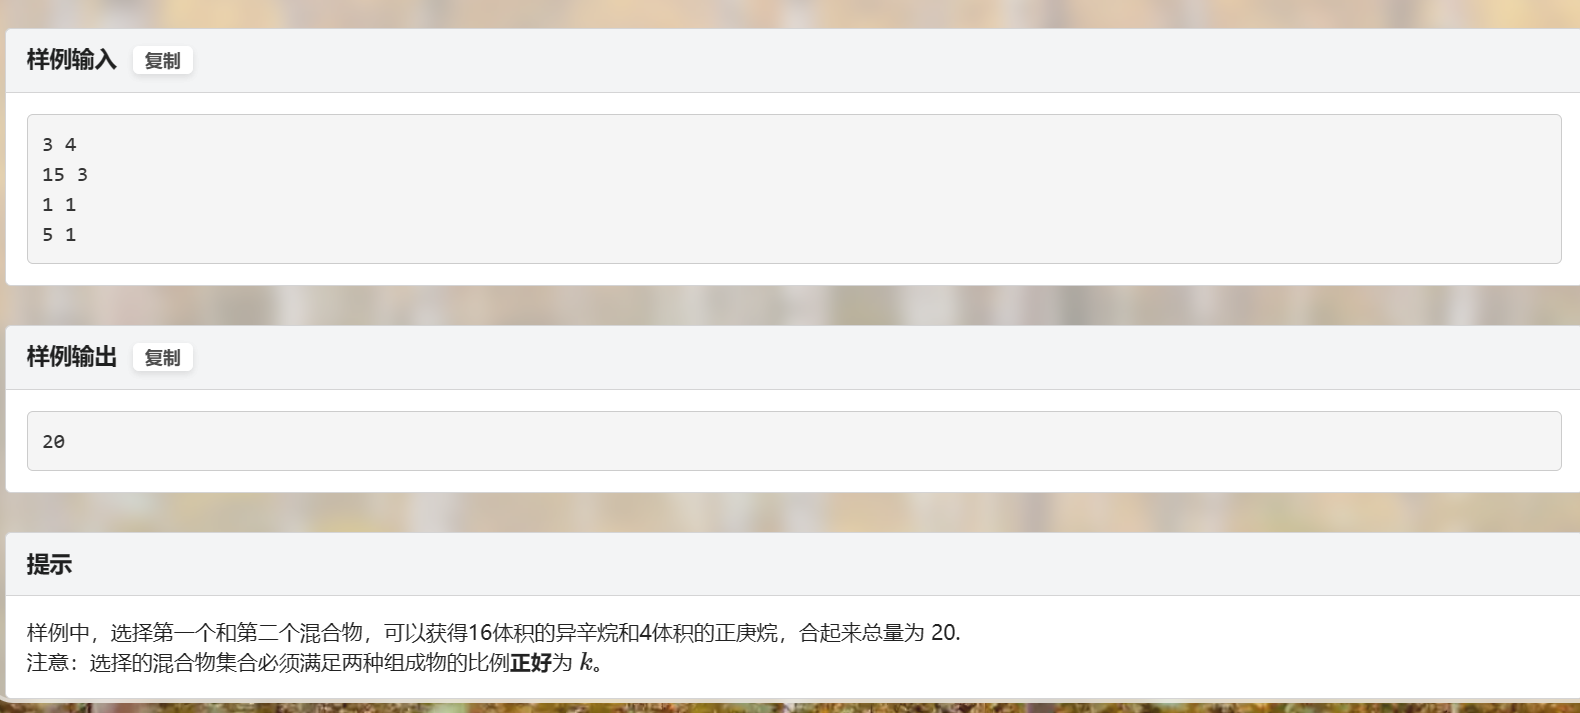 样例输入 复制
3 4
15 3
1 1
5 1
样例输出 复制
20
提示
样例中，选择第一个和第二个混合物，可以获得16体积的异辛烷和4体积的正庚烷，合起来总量为 20.
注意：选择的混合物集合必须满足两种组成物的比例正好为 k。